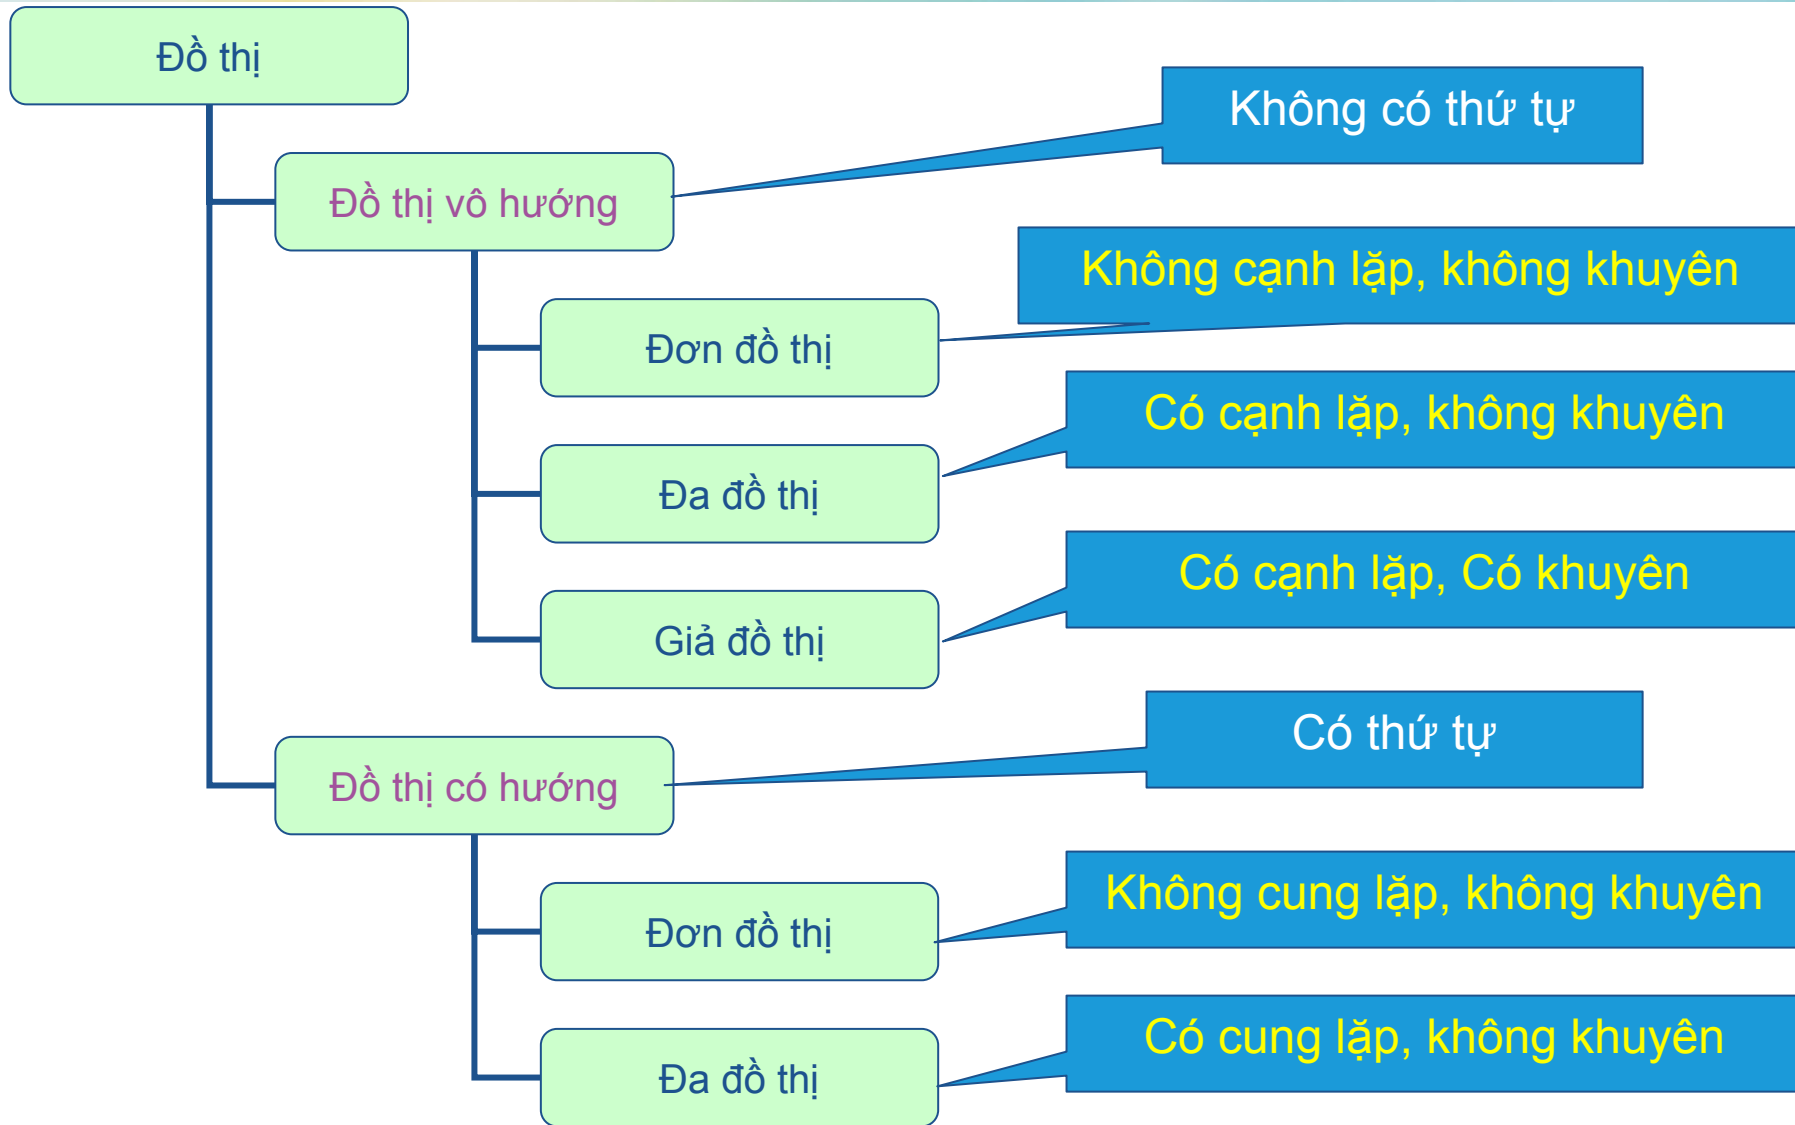 Đồ thị
Không có thứ tự
Đồ thị vô hướng
Không cạnh lặp, không khuyên
Đơn đồ thị
Có cạnh lặp, không khuyên
Đa đồ thị
Có cạnh lặp, Có khuyên
Giả đồ thị
Có thứ tự
Đồ thị có hướng
Không cung lặp, không khuyên
Đơn đồ thị
Có cung lặp, không khuyên
Đa đồ thị